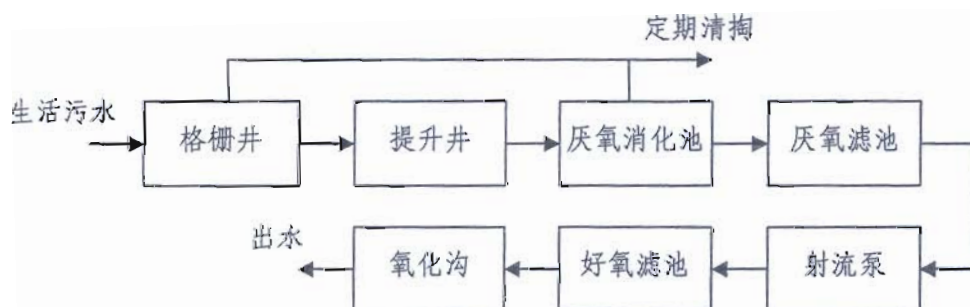 定期清掏
生活污水
格栅井
提升井
厌氧消化池
厌氧滤池
出水
氧化沟
好氧滤池
射流泵